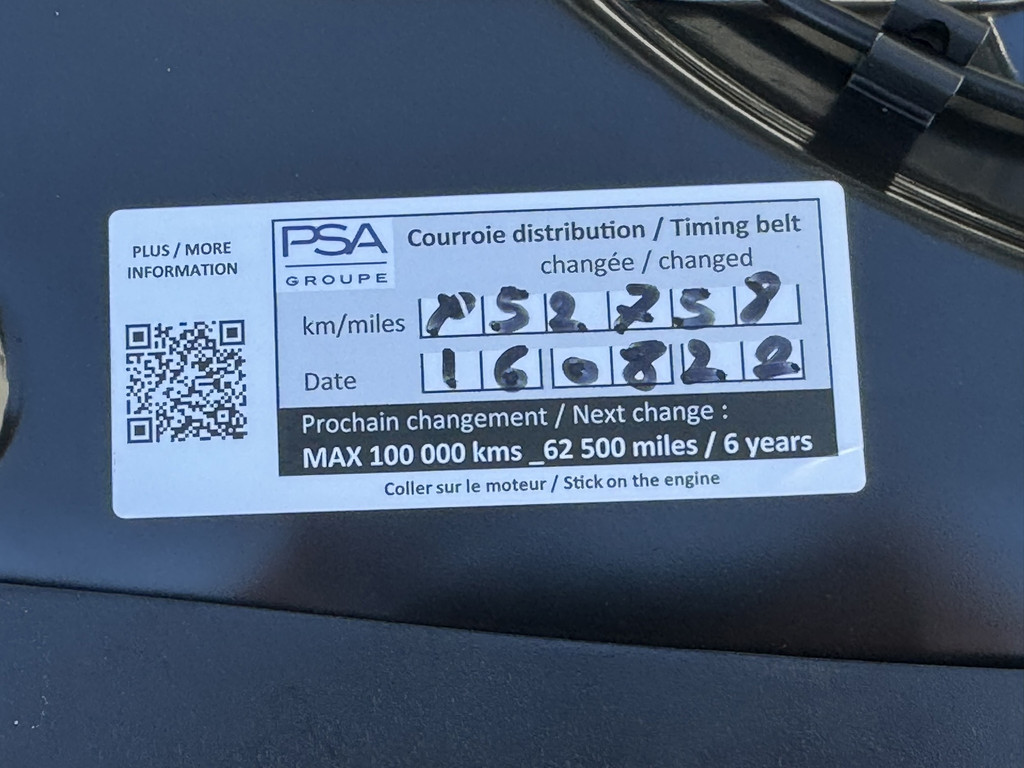 PLUS / MORE
INFORMATION
PSA
GROUPE
Courroie distribution / Timing belt
changée / changed
km/miles 152759
Date 160822
Prochain changement / Next change :
MAX 100 000 kms _62 500 miles / 6 years
Coller sur le moteur / Stick on the engine